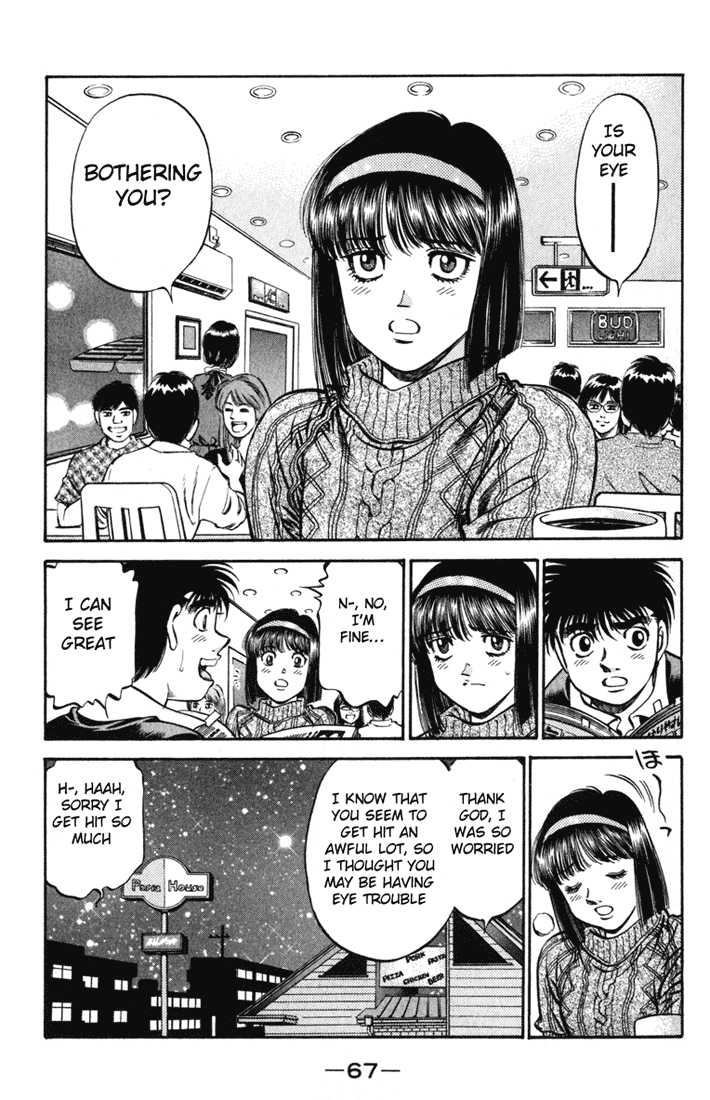 IS
YOUR
EYE
—
BOTHERING
YOU?
BUD
N-, NO,
I'M
FINE...
I CAN
SEE
GREAT
ほ
THANK
GOD, I
WAS SO
WORRIED
I KNOW THAT
YOU SEEM TO
GET HIT AN
AWFUL LOT, SO
I THOUGHT YOU
MAY BE HAVING
EYE TROUBLE
H-, HAAH,
SORRY I
GET HIT SO
MUCH
House
PORK
PASTA
PIZZA
CHICKEN
BEER
—67—